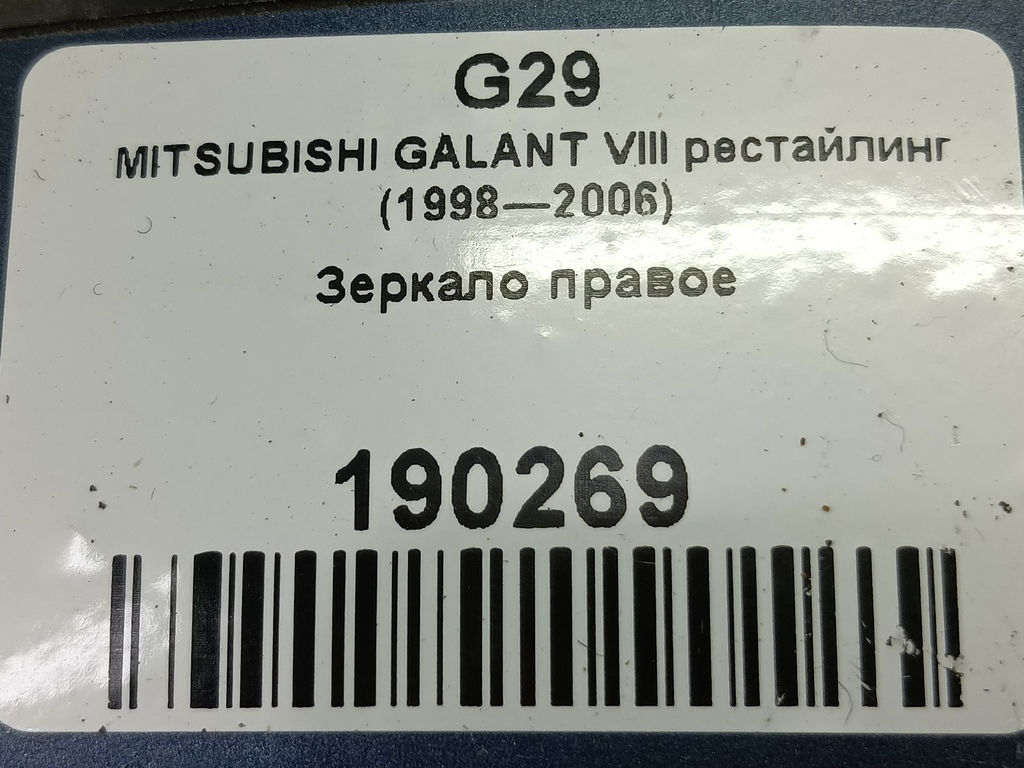 G29
MITSUBISHI GALANT VIII рестайлинг
(1998—2006)
Зеркало правое
190269